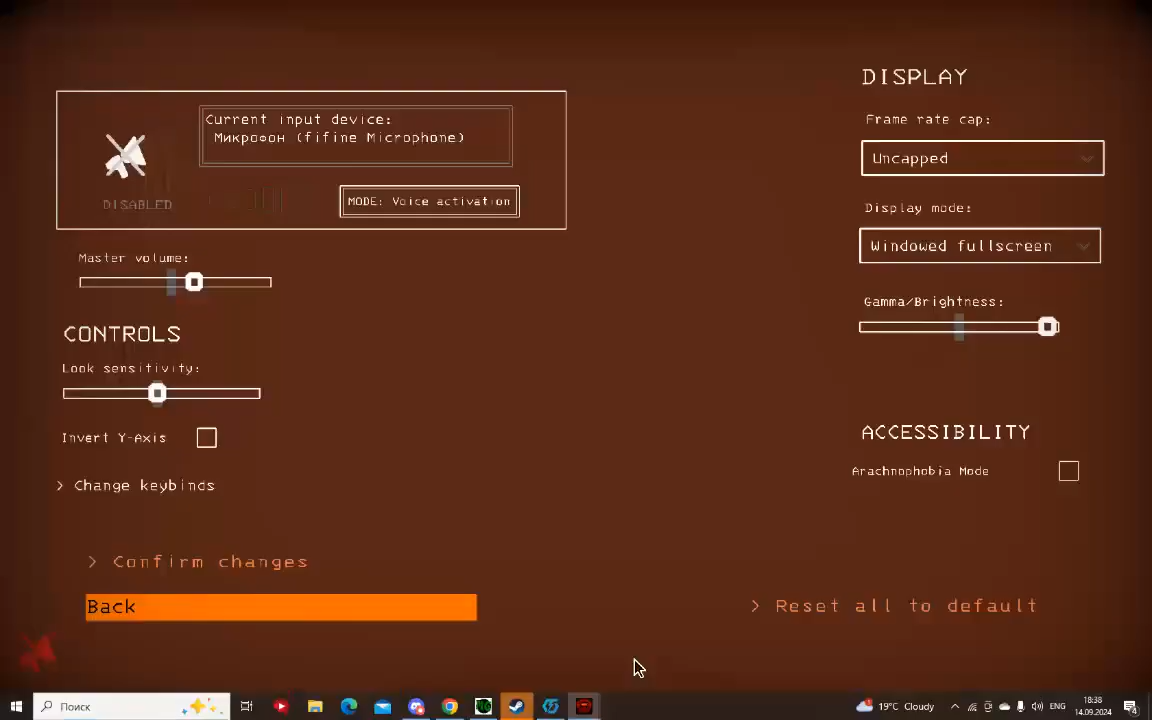 Current input device:
Микрофон (fifine Microphone)
DISABLED
MODE: Voice activation
Master volume:
CONTROLS
Look sensitivity:
Invert Y-Axis
> Change keybinds
> Confirm changes
Back
DISPLAY
Frame rate cap:
Uncapped
Display mode:
Windowed fullscreen
Gamma/Brightness:
ACCESSIBILITY
Arachnophobia Mode
> Reset all to default
Поиск
19°C Cloudy
ENG
18:38
14.09.2024